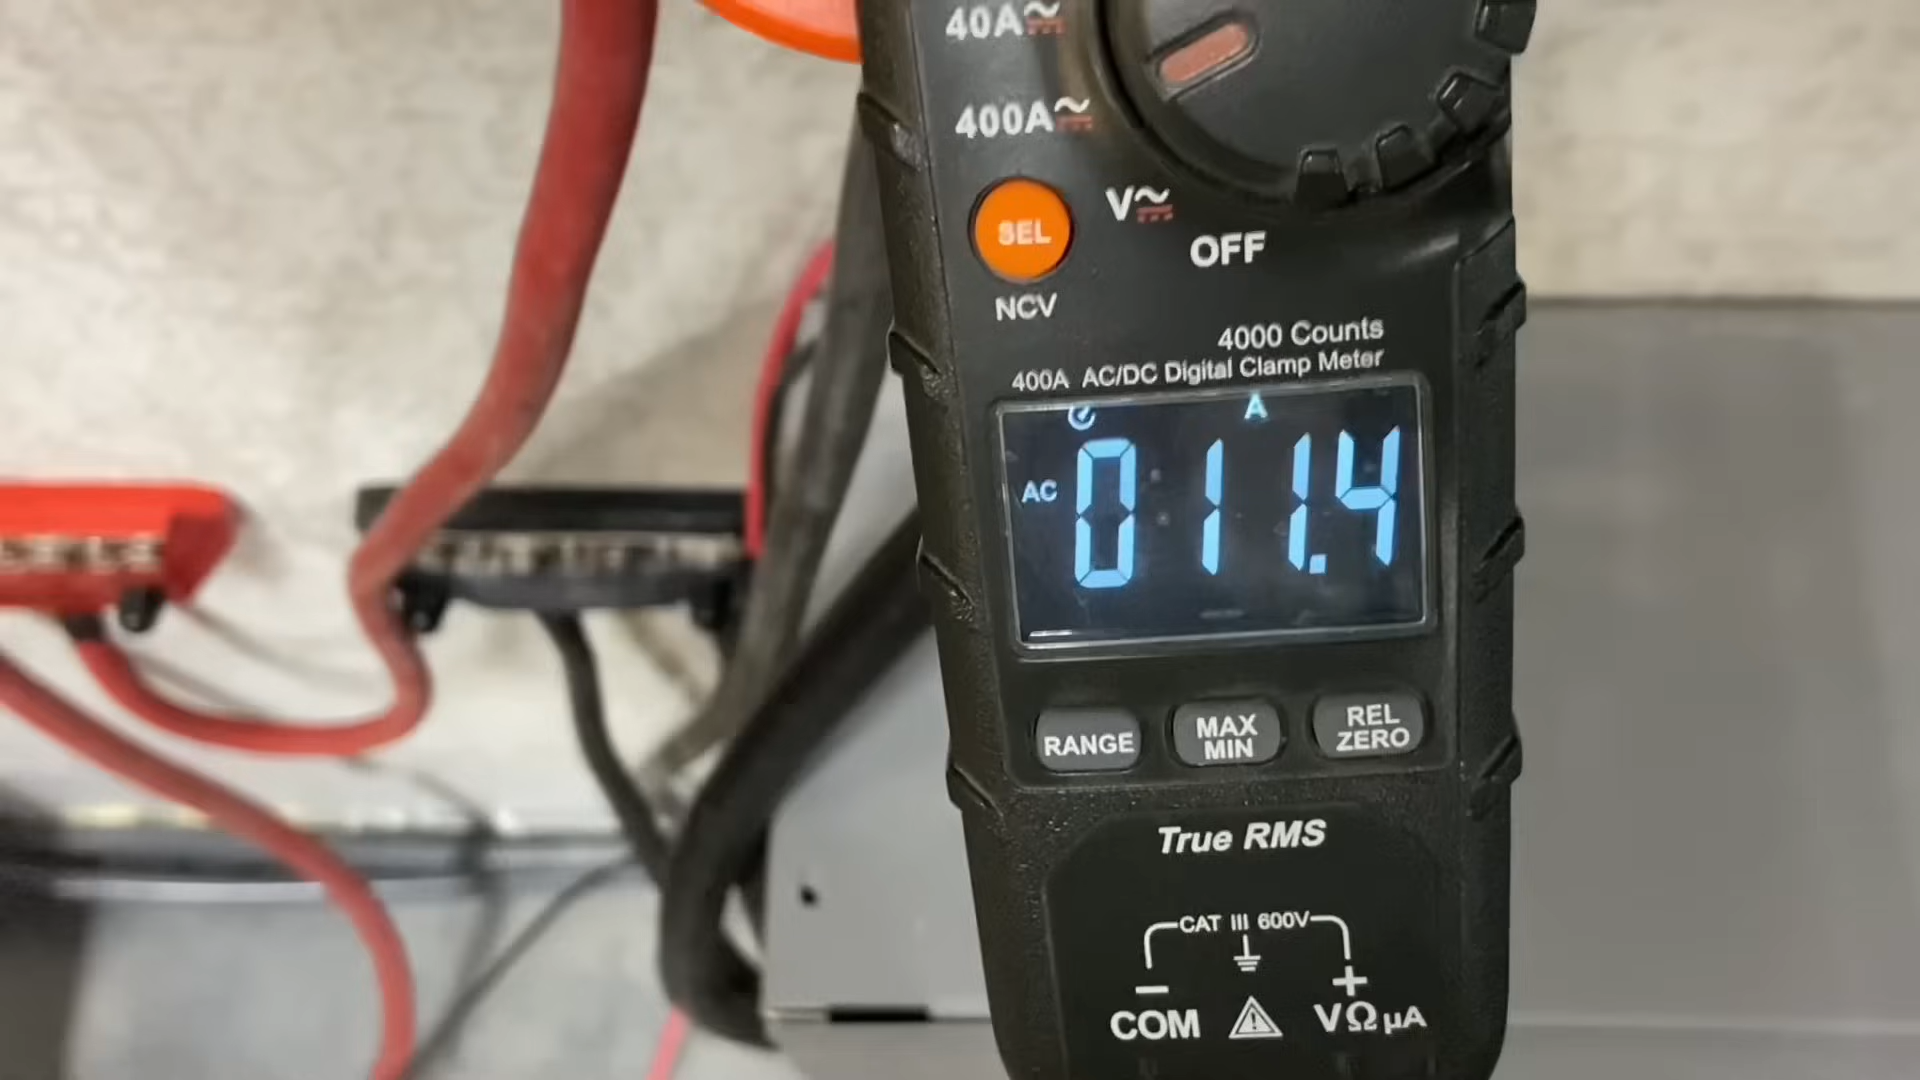 40A
400A
SEL
V
OFF
NCV
4000 Counts
400A AC/DC Digital Clamp Meter
A
AC 011.4
RANGE
MAX MIN
REL ZERO
True RMS
CAT III 600V
− +
COM VΩµA